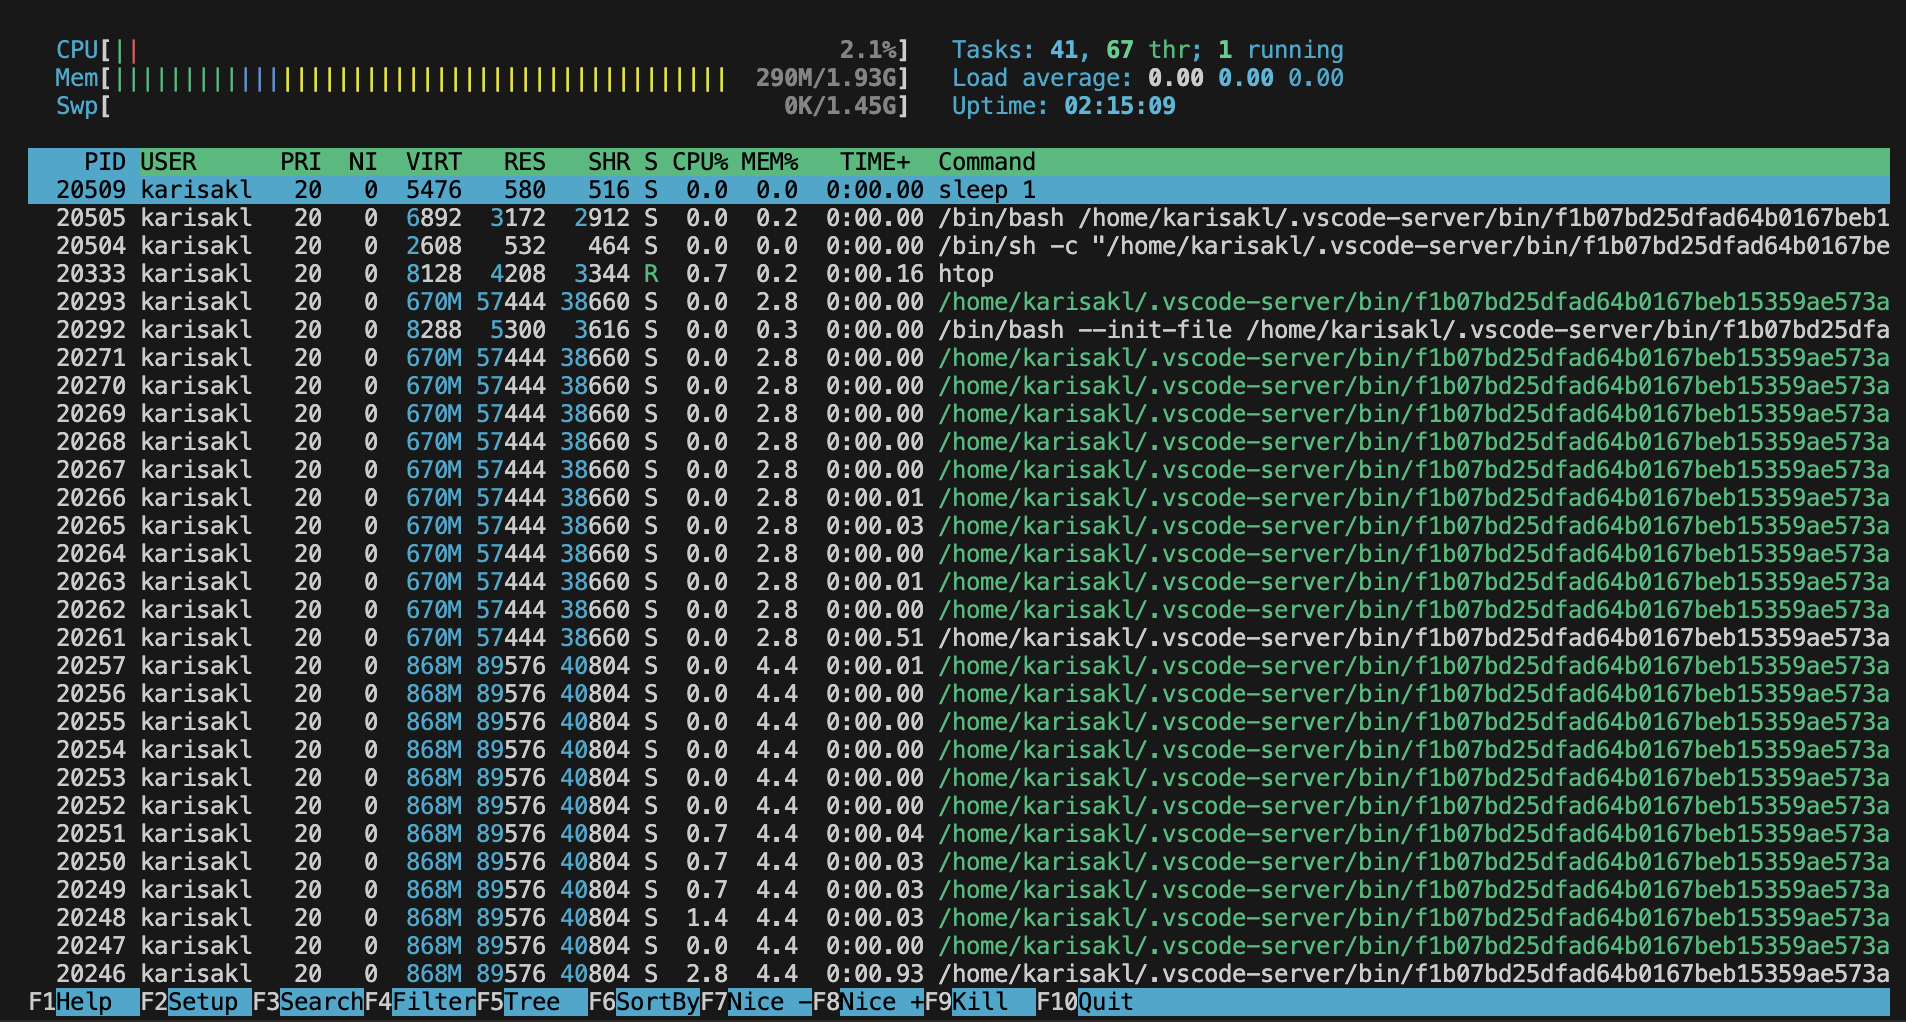 CPU[|| 2.1%] Tasks: 41, 67 thr; 1 running
Mem[|||||||||||||||||||||||||||||||||||||||||||| 290M/1.93G] Load average: 0.00 0.00 0.00
Swp[ 0K/1.45G] Uptime: 02:15:09
PID USER PRI NI VIRT RES SHR S CPU% MEM% TIME+ Command
20509 karisakl 20 0 5476 580 516 S 0.0 0.0 0:00.00 sleep 1
20505 karisakl 20 0 6892 3172 2912 S 0.0 0.2 0:00.00 /bin/bash /home/karisakl/.vscode-server/bin/f1b07bd25dfad64b0167beb1
20504 karisakl 20 0 2608 532 464 S 0.0 0.0 0:00.00 /bin/sh -c "/home/karisakl/.vscode-server/bin/f1b07bd25dfad64b0167be
20333 karisakl 20 0 8128 4208 3344 R 0.7 0.2 0:00.16 htop
20293 karisakl 20 0 670M 57444 38660 S 0.0 2.8 0:00.00 /home/karisakl/.vscode-server/bin/f1b07bd25dfad64b0167beb15359ae573a
20292 karisakl 20 0 8288 5300 3616 S 0.0 0.3 0:00.00 /bin/bash --init-file /home/karisakl/.vscode-server/bin/f1b07bd25dfa
20271 karisakl 20 0 670M 57444 38660 S 0.0 2.8 0:00.00 /home/karisakl/.vscode-server/bin/f1b07bd25dfad64b0167beb15359ae573a
20270 karisakl 20 0 670M 57444 38660 S 0.0 2.8 0:00.00 /home/karisakl/.vscode-server/bin/f1b07bd25dfad64b0167beb15359ae573a
20269 karisakl 20 0 670M 57444 38660 S 0.0 2.8 0:00.00 /home/karisakl/.vscode-server/bin/f1b07bd25dfad64b0167beb15359ae573a
20268 karisakl 20 0 670M 57444 38660 S 0.0 2.8 0:00.00 /home/karisakl/.vscode-server/bin/f1b07bd25dfad64b0167beb15359ae573a
20267 karisakl 20 0 670M 57444 38660 S 0.0 2.8 0:00.00 /home/karisakl/.vscode-server/bin/f1b07bd25dfad64b0167beb15359ae573a
20266 karisakl 20 0 670M 57444 38660 S 0.0 2.8 0:00.01 /home/karisakl/.vscode-server/bin/f1b07bd25dfad64b0167beb15359ae573a
20265 karisakl 20 0 670M 57444 38660 S 0.0 2.8 0:00.03 /home/karisakl/.vscode-server/bin/f1b07bd25dfad64b0167beb15359ae573a
20264 karisakl 20 0 670M 57444 38660 S 0.0 2.8 0:00.00 /home/karisakl/.vscode-server/bin/f1b07bd25dfad64b0167beb15359ae573a
20263 karisakl 20 0 670M 57444 38660 S 0.0 2.8 0:00.01 /home/karisakl/.vscode-server/bin/f1b07bd25dfad64b0167beb15359ae573a
20262 karisakl 20 0 670M 57444 38660 S 0.0 2.8 0:00.00 /home/karisakl/.vscode-server/bin/f1b07bd25dfad64b0167beb15359ae573a
20261 karisakl 20 0 670M 57444 38660 S 0.0 2.8 0:00.51 /home/karisakl/.vscode-server/bin/f1b07bd25dfad64b0167beb15359ae573a
20257 karisakl 20 0 868M 89576 40804 S 0.0 4.4 0:00.01 /home/karisakl/.vscode-server/bin/f1b07bd25dfad64b0167beb15359ae573a
20256 karisakl 20 0 868M 89576 40804 S 0.0 4.4 0:00.00 /home/karisakl/.vscode-server/bin/f1b07bd25dfad64b0167beb15359ae573a
20255 karisakl 20 0 868M 89576 40804 S 0.0 4.4 0:00.00 /home/karisakl/.vscode-server/bin/f1b07bd25dfad64b0167beb15359ae573a
20254 karisakl 20 0 868M 89576 40804 S 0.0 4.4 0:00.00 /home/karisakl/.vscode-server/bin/f1b07bd25dfad64b0167beb15359ae573a
20253 karisakl 20 0 868M 89576 40804 S 0.0 4.4 0:00.00 /home/karisakl/.vscode-server/bin/f1b07bd25dfad64b0167beb15359ae573a
20252 karisakl 20 0 868M 89576 40804 S 0.0 4.4 0:00.00 /home/karisakl/.vscode-server/bin/f1b07bd25dfad64b0167beb15359ae573a
20251 karisakl 20 0 868M 89576 40804 S 0.7 4.4 0:00.04 /home/karisakl/.vscode-server/bin/f1b07bd25dfad64b0167beb15359ae573a
20250 karisakl 20 0 868M 89576 40804 S 0.7 4.4 0:00.03 /home/karisakl/.vscode-server/bin/f1b07bd25dfad64b0167beb15359ae573a
20249 karisakl 20 0 868M 89576 40804 S 0.7 4.4 0:00.03 /home/karisakl/.vscode-server/bin/f1b07bd25dfad64b0167beb15359ae573a
20248 karisakl 20 0 868M 89576 40804 S 1.4 4.4 0:00.03 /home/karisakl/.vscode-server/bin/f1b07bd25dfad64b0167beb15359ae573a
20247 karisakl 20 0 868M 89576 40804 S 0.0 4.4 0:00.00 /home/karisakl/.vscode-server/bin/f1b07bd25dfad64b0167beb15359ae573a
20246 karisakl 20 0 868M 89576 40804 S 2.8 4.4 0:00.93 /home/karisakl/.vscode-server/bin/f1b07bd25dfad64b0167beb15359ae573a
F1Help F2Setup F3SearchF4FilterF5Tree F6SortByF7Nice -F8Nice +F9Kill F10Quit